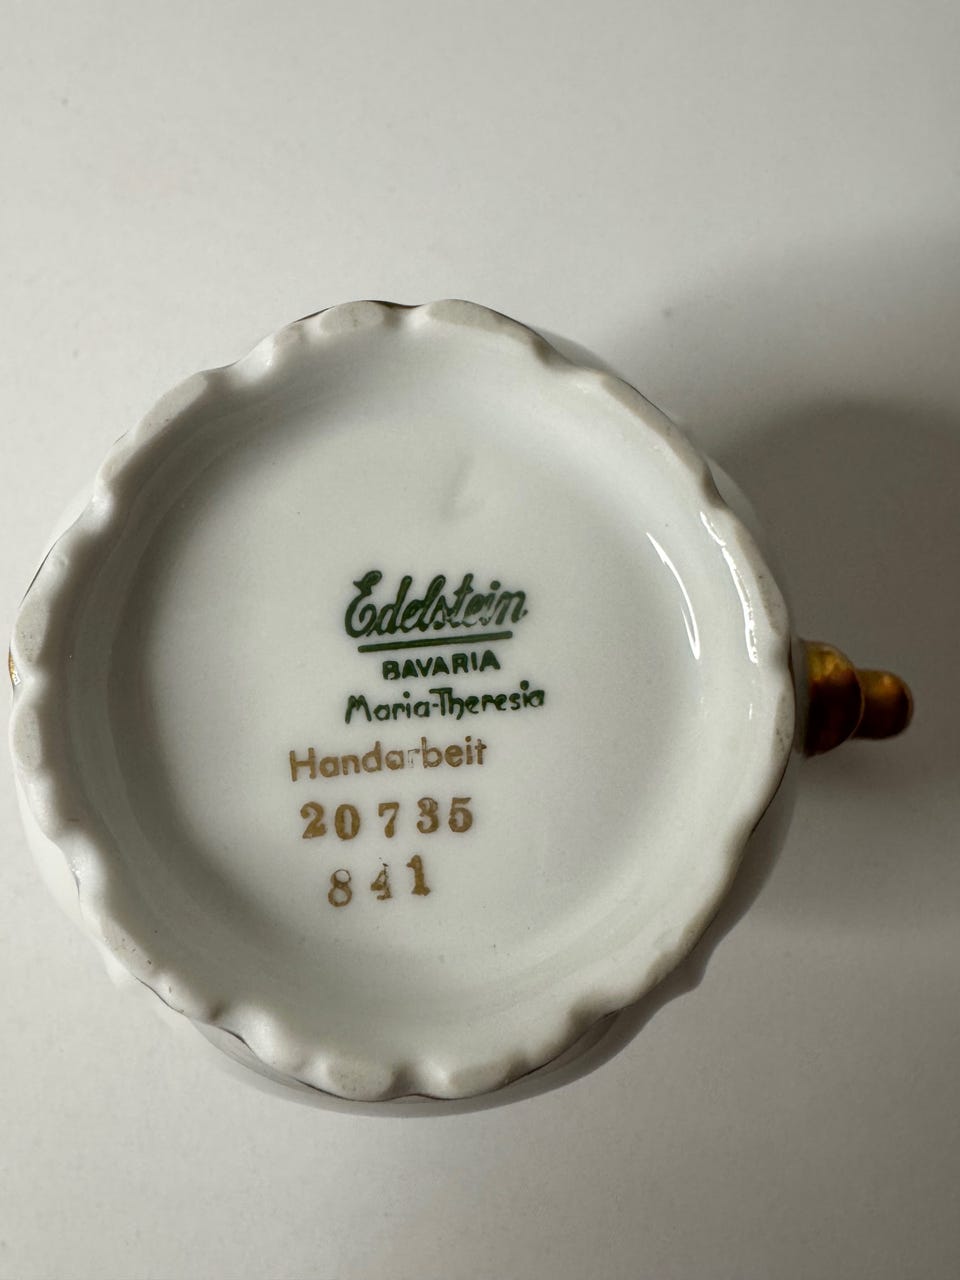 Edelstein
BAVARIA
Maria-Theresia
Handarbeit
20735
841